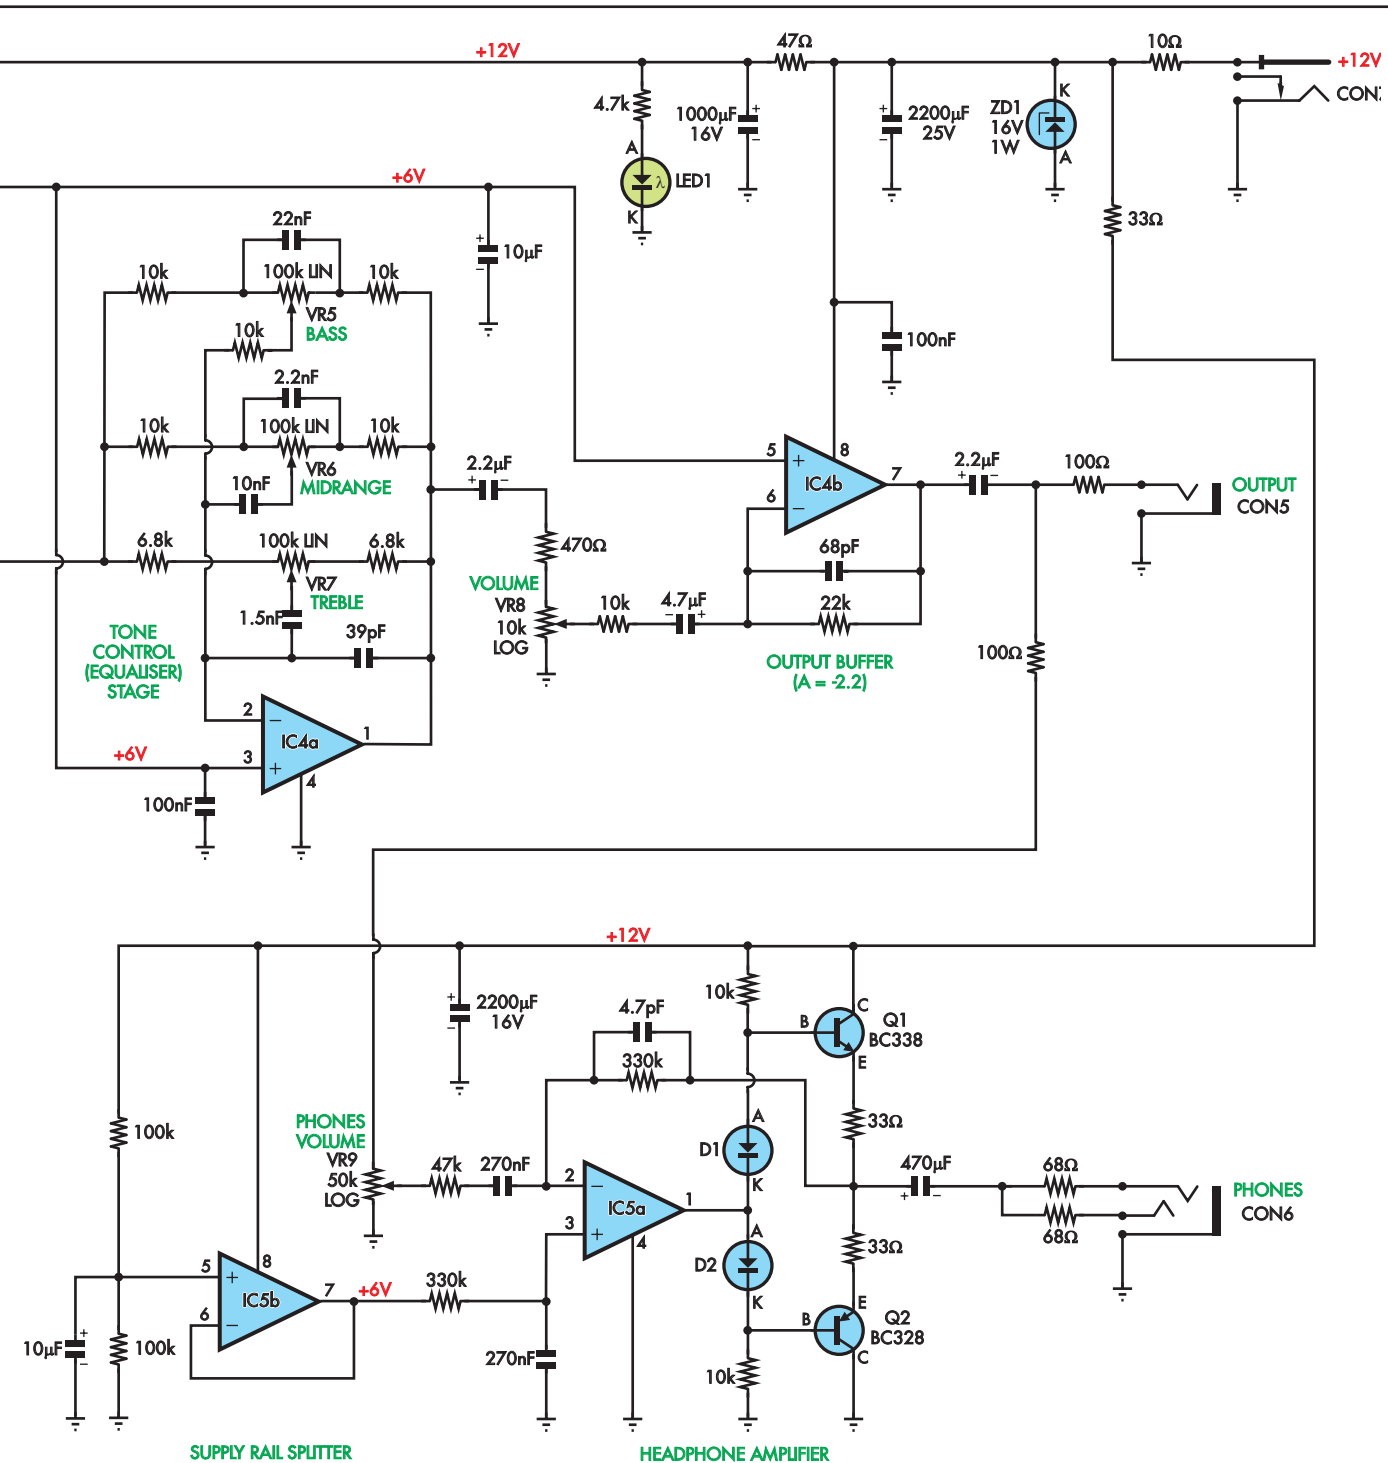 +12V
47Ω
10Ω
+12V
4.7k
1000µF
16V
+
–
2200µF
25V
+
–
ZD1
16V
1W
K
A
A
λ
LED1
K
33Ω
+6V
22nF
10k
100k LIN
10k
VR5
BASS
10k
+
10µF
–
100nF
2.2nF
10k
100k LIN
10k
VR6
MIDRANGE
10nF
2.2µF
+
–
5
+
8
IC4b
7
6
–
2.2µF
+
–
100Ω
OUTPUT
CON5
6.8k
100k LIN
6.8k
VR7
TREBLE
470Ω
68pF
VOLUME
VR8
10k
LOG
10k
4.7µF
–
+
22k
1.5nF
39pF
TONE
CONTROL
(EQUALISER)
STAGE
100Ω
OUTPUT BUFFER
(A = -2.2)
2
–
1
IC4a
+6V
3
+
4
100nF
+12V
2200µF
16V
+
–
10k
4.7pF
330k
B
C
Q1
BC338
E
100k
PHONES
VOLUME
VR9
50k
LOG
47k
270nF
A
D1
K
33Ω
2
–
1
IC5a
3
+
4
470µF
+
–
68Ω
68Ω
PHONES
CON6
A
D2
K
33Ω
5
+
8
IC5b
7
+6V
6
–
330k
270nF
10µF
+
–
100k
E
B
Q2
BC328
C
10k
SUPPLY RAIL SPLITTER
HEADPHONE AMPLIFIER